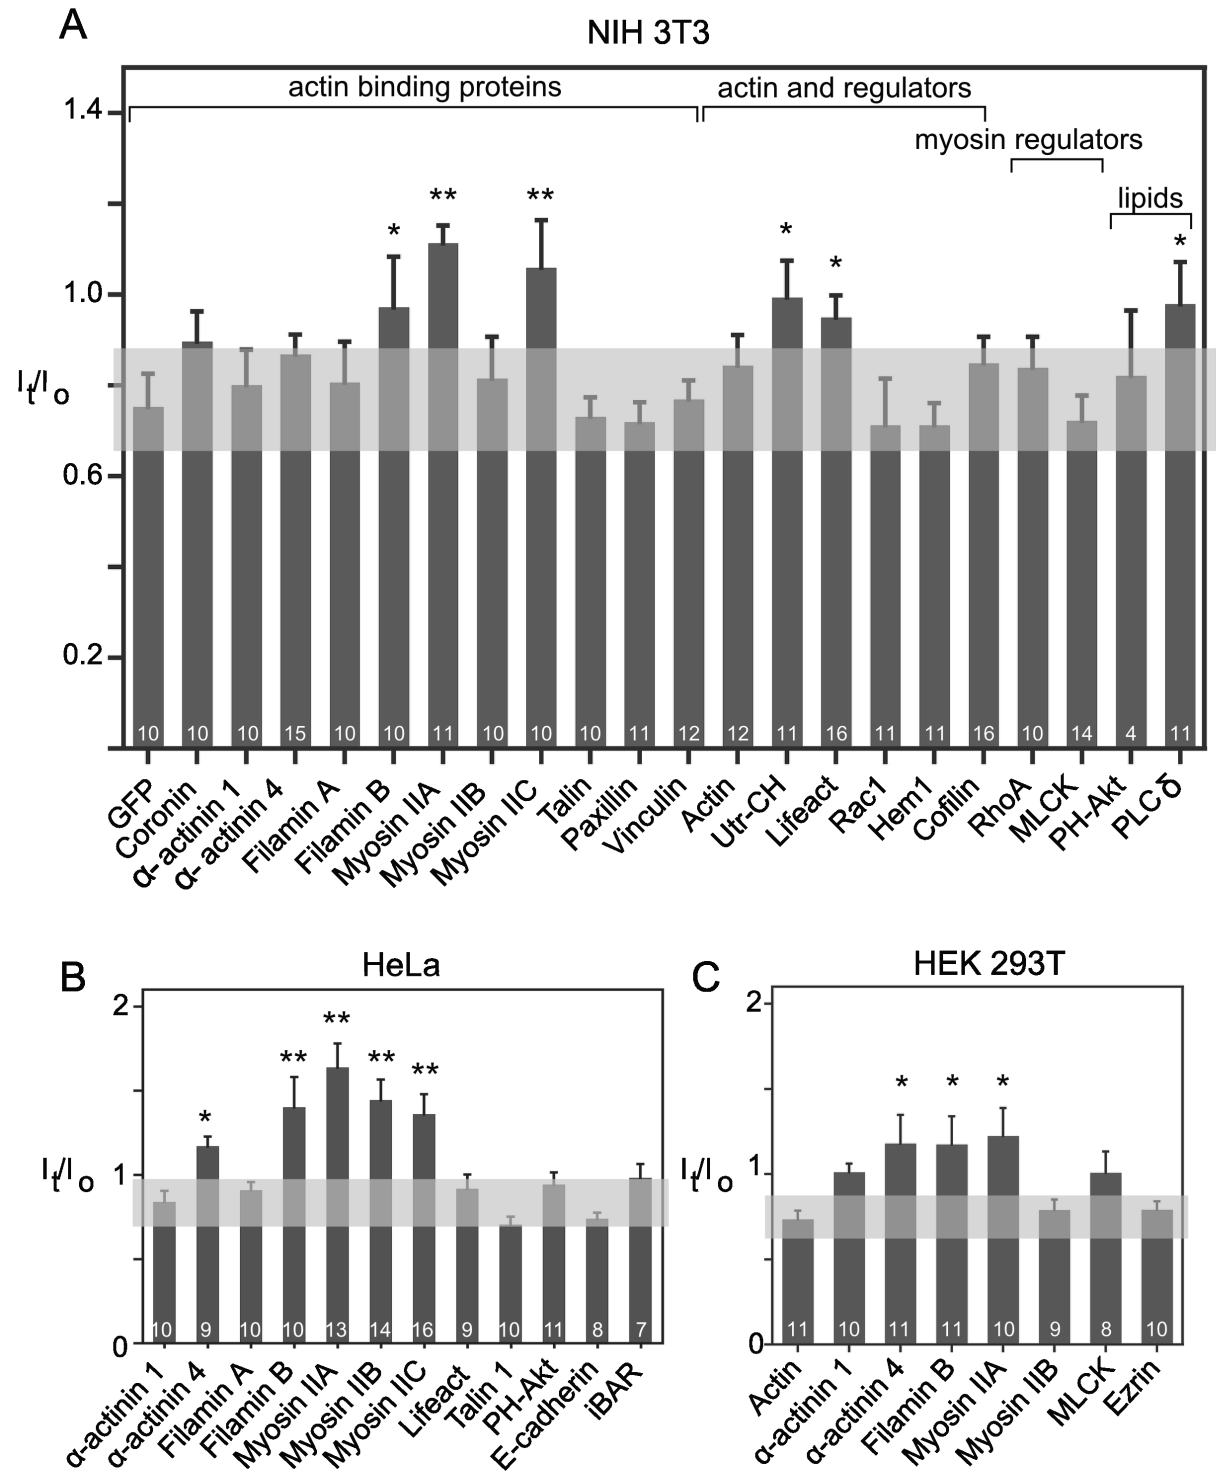 A
NIH 3T3
actin binding proteins
actin and regulators
myosin regulators
lipids
1.4
1.0
0.6
0.2
It/Io
* ** ** * * *
10 10 10 15 10 10 11 10 10 10 11 12 12 11 16 11 11 16 10 14 4 11
GFP
Coronin
α- actinin 1
α- actinin 4
Filamin A
Filamin B
Myosin IIA
Myosin IIB
Myosin IIC
Talin
Paxillin
Vinculin
Actin
Utr-CH
Lifeact
Rac1
Hem1
Cofilin
RhoA
MLCK
PH-Akt
PLC δ
B
HeLa
2
1
0
It/Io
* ** ** ** **
10 9 10 10 13 14 16 9 10 11 8 7
α-actinin 1
α-actinin 4
Filamin A
Filamin B
Myosin IIA
Myosin IIB
Myosin IIC
Lifeact
Talin 1
PH-Akt
E-cadherin
iBAR
C
HEK 293T
2
1
0
It/Io
* * *
11 10 11 11 10 9 8 10
Actin
α-actinin 1
α-actinin 4
Filamin B
Myosin IIA
Myosin IIB
MLCK
Ezrin